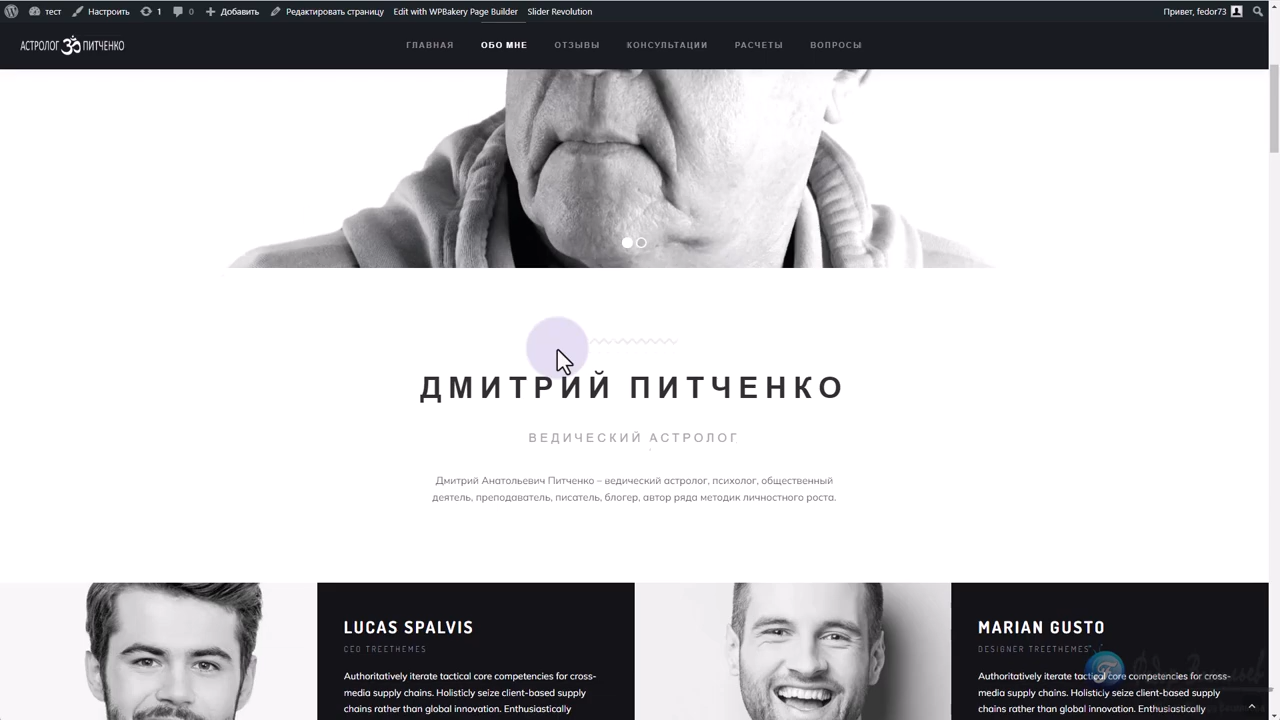 тест 1 0 Добавить Настроить Редактировать страницу Edit with WPBakery Page Builder Slider Revolution Привет, fedor73
АСТРОЛОГ ПИТЧЕНКО
ГЛАВНАЯ ОБО МНЕ ОТЗЫВЫ КОНСУЛЬТАЦИИ РАСЧЕТЫ ВОПРОСЫ
ДМИТРИЙ ПИТЧЕНКО
ВЕДИЧЕСКИЙ АСТРОЛОГ
Дмитрий Анатольевич Питченко – ведический астролог, психолог, общественный
деятель, преподаватель, писатель, блогер, автор ряда методик личностного роста.
LUCAS SPALVIS
CEO TREETHEMES
Authoritatively iterate tactical core competencies for cross-
media supply chains. Holisticly seize client-based supply
chains rather than global innovation. Enthusiastically
MARIAN GUSTO
DESIGNER TREETHEMES
Authoritatively iterate tactical core competencies for cross-
media supply chains. Holisticly seize client-based supply
chains rather than global innovation. Enthusiastically